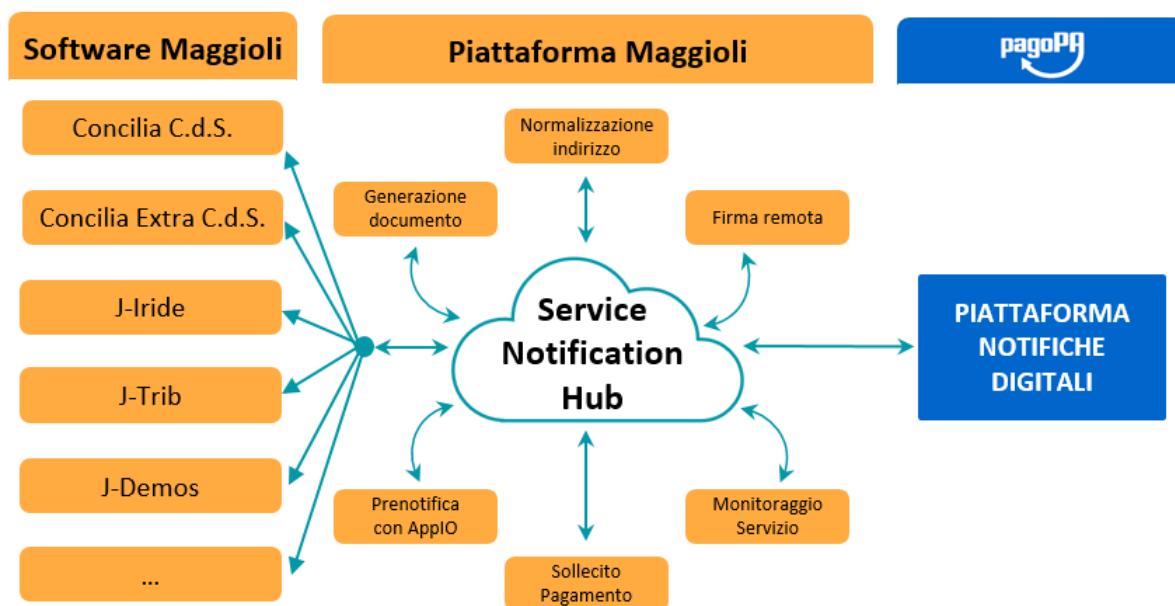 Software Maggioli
Piattaforma Maggioli
pagoPA
Concilia C.d.S.
Concilia Extra C.d.S.
J-Iride
J-Trib
J-Demos
...
Normalizzazione
indirizzo
Generazione
documento
Firma remota
Service
Notification
Hub
Prenotifica
con AppIO
Monitoraggio
Servizio
Sollecito
Pagamento
PIATTAFORMA
NOTIFICHE
DIGITALI